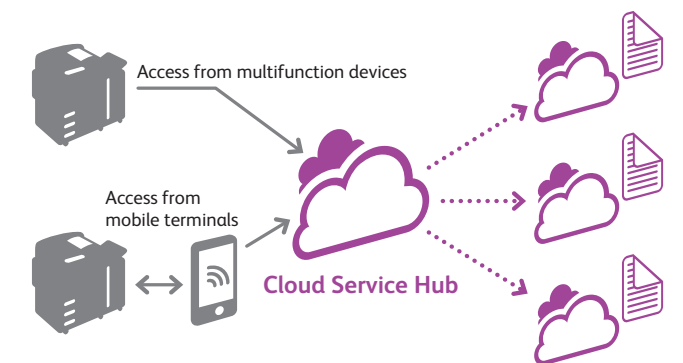 Access from multifunction devices
Access from
mobile terminals
Cloud Service Hub